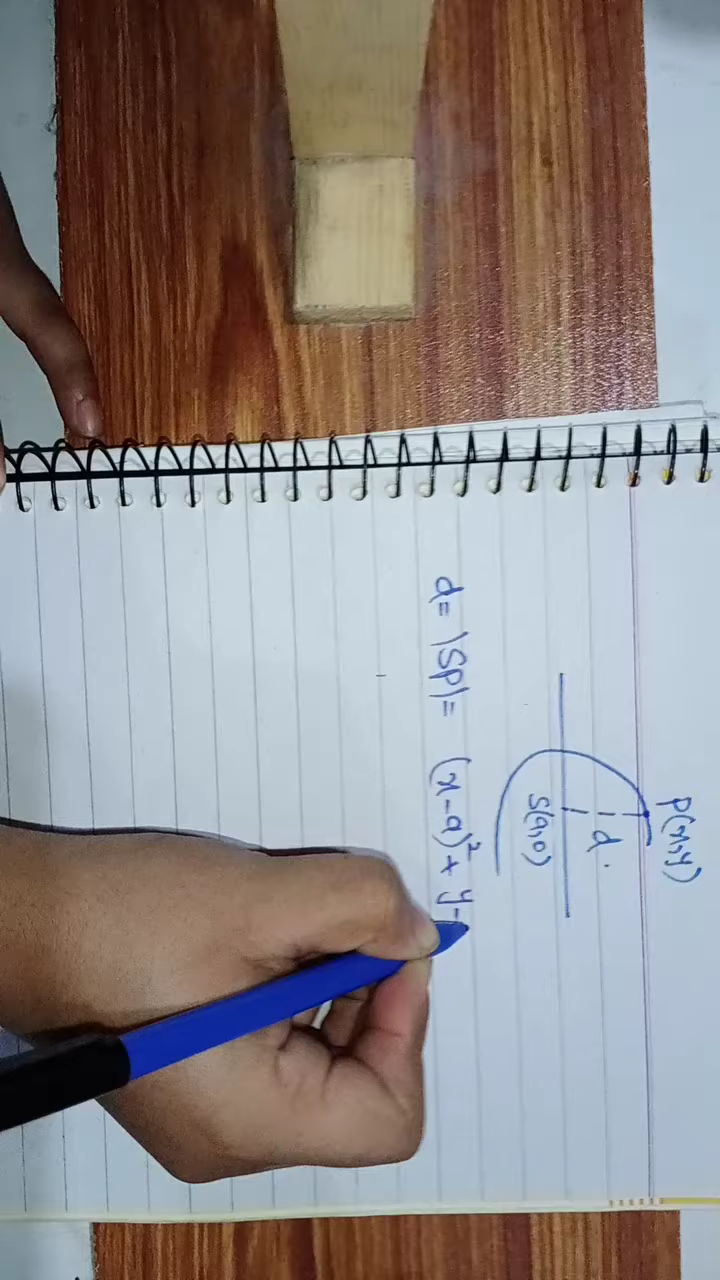 P(x,y)
d.
S(a,0)
d = |SP| = (x-a)² + y-